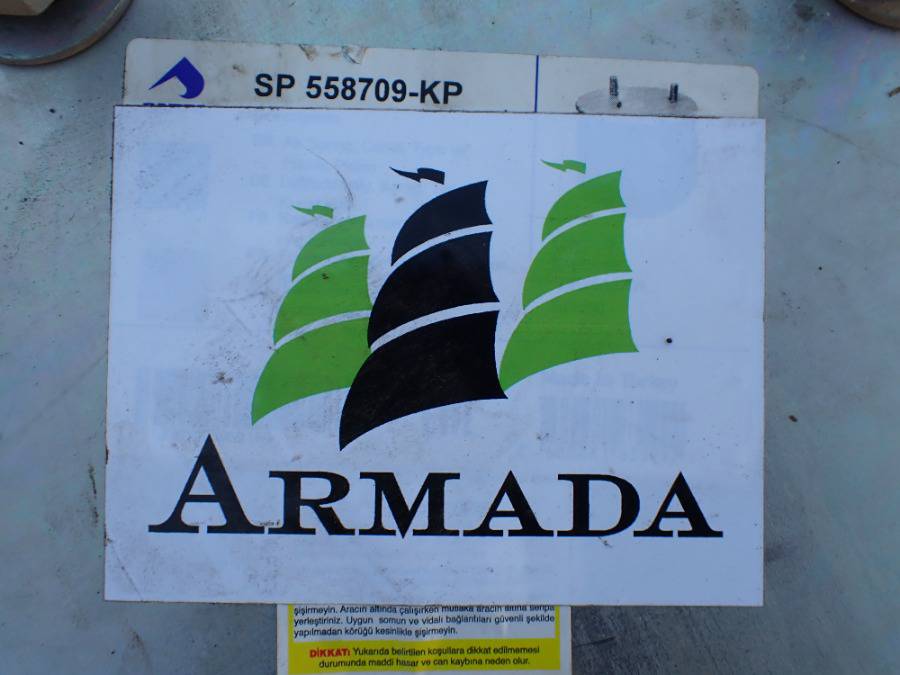 SP 558709-KP
ARMADA
şişirmeyin. Aracın altında çalışırken mutlaka aracın altına sehpa
yerleştiriniz. Uygun somun ve vidalı bağlantıları güvenli şekilde
yapılmadan körüğü kesinlikle şişirmeyin.
DİKKAT: Yukarıda belirtilen koşullara dikkat edilmemesi
durumunda maddi hasar ve can kaybına neden olur.